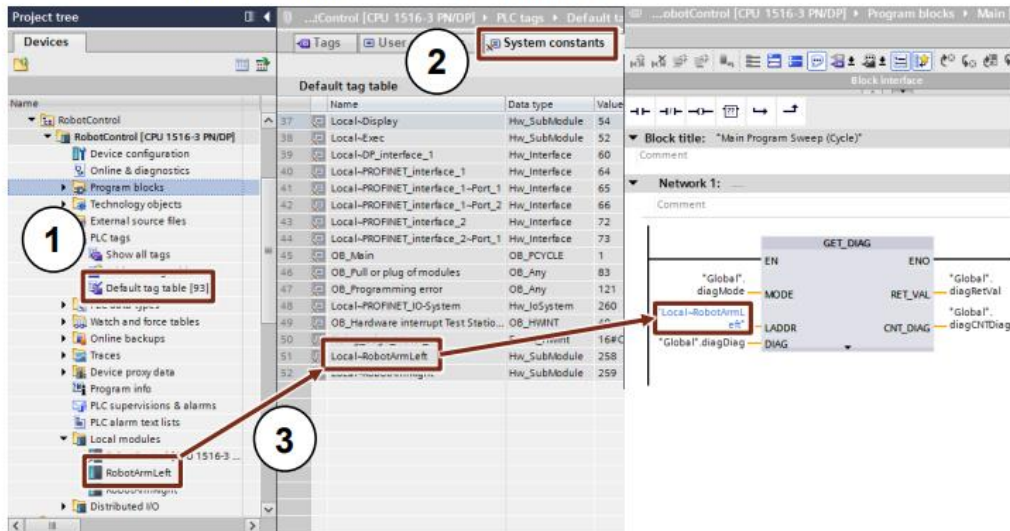 Project tree
Devices
Name
RobotControl
RobotControl [CPU 1516-3 PN/DP]
Device configuration
Online & diagnostics
Program blocks
Technology objects
External source files
PLC tags
Show all tags
Default tag table [93]
Watch and force tables
Online backups
Traces
Device proxy data
Program info
PLC supervisions & alarms
PLC alarm text lists
Local modules
1516-3 ...
RobotArmLeft
Distributed I/O
1
2
3
...tControl [CPU 1516-3 PN/DP] ▸ PLC tags ▸ Default ta
Tags
User
System constants
Default tag table
Name Data type Value
37 Local~Display Hw_SubModule 54
38 Local~Exec Hw_SubModule 52
39 Local~DP_interface_1 Hw_Interface 60
40 Local~PROFINET_interface_1 Hw_Interface 64
41 Local~PROFINET_interface_1~Port_1 Hw_Interface 65
42 Local~PROFINET_interface_1~Port_2 Hw_Interface 66
43 Local~PROFINET_interface_2 Hw_Interface 72
44 Local~PROFINET_interface_2~Port_1 Hw_Interface 73
45 OB_Main OB_PCYCLE 1
46 OB_Pull or plug of modules OB_Any 83
47 OB_Programming error OB_Any 121
48 Local~PROFINET_IO-System Hw_IoSystem 260
49 OB_Hardware interrupt Test Statio... OB_HWINT
50 16#C
51 Local~RobotArmLeft Hw_SubModule 258
52 Hw_SubModule 259
...obotControl [CPU 1516-3 PN/DP] ▸ Program blocks ▸ Main
Block interface
Block title: "Main Program Sweep (Cycle)"
Comment
Network 1:
Comment
GET_DIAG
EN ENO
"Global".
diagMode MODE
"Local~RobotArmL
eft" LADDR
"Global".diagDiag DIAG
RET_VAL "Global".
diagRetVal
CNT_DIAG "Global".
diagCNTDiag